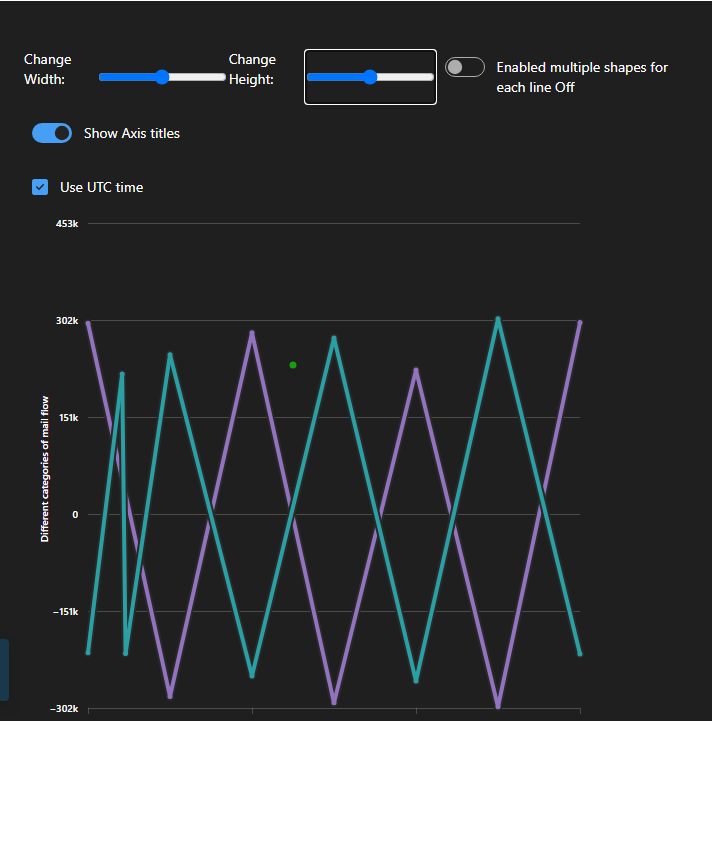 Change Width:
Change Height:
Enabled multiple shapes for
each line Off
Show Axis titles
Use UTC time
453k
302k
151k
0
−151k
−302k
Different categories of mail flow